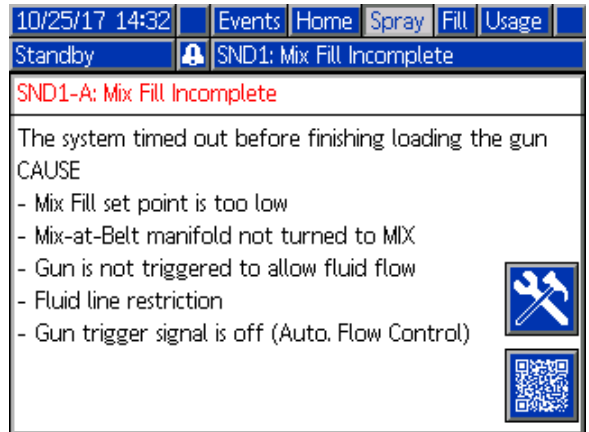 10/25/17 14:32 Events Home Spray Fill Usage
Standby SND1: Mix Fill Incomplete
SND1-A: Mix Fill Incomplete
The system timed out before finishing loading the gun
CAUSE
- Mix Fill set point is too low
- Mix-at-Belt manifold not turned to MIX
- Gun is not triggered to allow fluid flow
- Fluid line restriction
- Gun trigger signal is off (Auto. Flow Control)